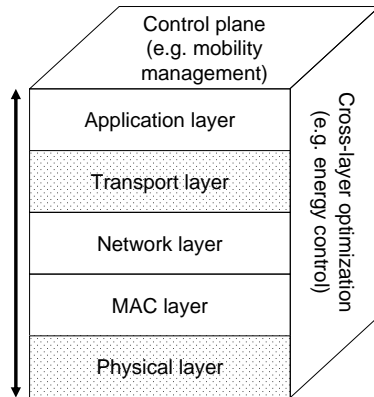 Control plane
(e.g. mobility
management)
Application layer
Transport layer
Network layer
MAC layer
Physical layer
Cross-layer optimization
(e.g. energy control)